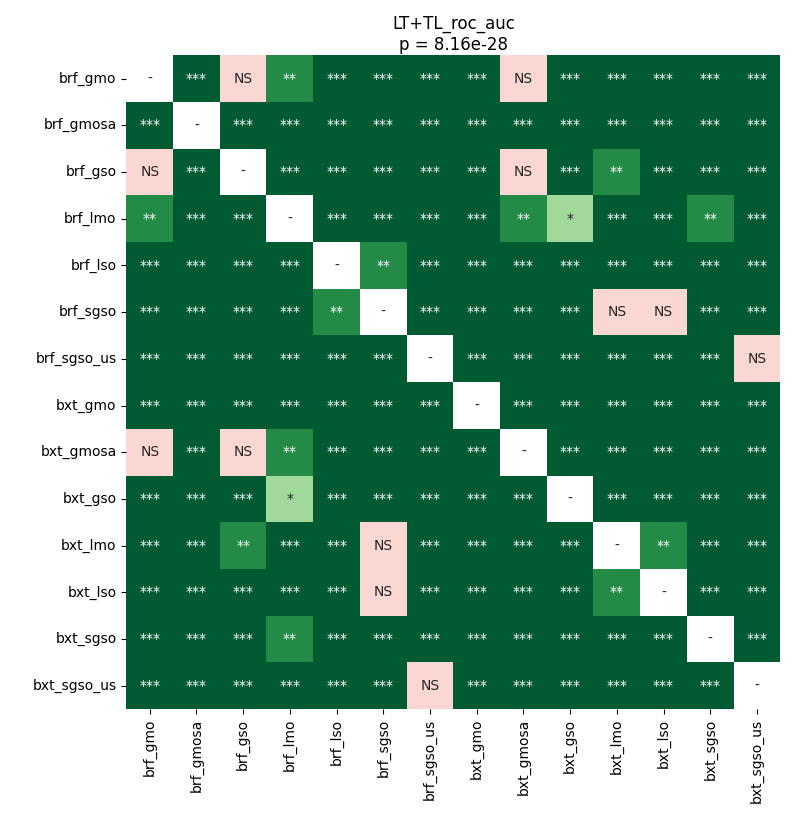 LT+TL_roc_auc
p = 8.16e-28
brf_gmo - *** NS ** *** *** *** *** NS *** *** *** *** ***
brf_gmosa *** - *** *** *** *** *** *** *** *** *** *** *** ***
brf_gso NS *** - *** *** *** *** *** NS *** ** *** *** ***
brf_lmo ** *** *** - *** *** *** *** ** * *** *** ** ***
brf_lso *** *** *** *** - ** *** *** *** *** *** *** *** ***
brf_sgso *** *** *** *** ** - *** *** *** *** NS NS *** ***
brf_sgso_us *** *** *** *** *** *** - *** *** *** *** *** *** NS
bxt_gmo *** *** *** *** *** *** *** - *** *** *** *** *** ***
bxt_gmosa NS *** NS ** *** *** *** *** - *** *** *** *** ***
bxt_gso *** *** *** * *** *** *** *** *** - *** *** *** ***
bxt_lmo *** *** ** *** *** NS *** *** *** *** - ** *** ***
bxt_lso *** *** *** *** *** NS *** *** *** *** ** - *** ***
bxt_sgso *** *** *** ** *** *** *** *** *** *** *** *** - ***
bxt_sgso_us *** *** *** *** *** *** NS *** *** *** *** *** *** -
brf_gmo brf_gmosa brf_gso brf_lmo brf_lso brf_sgso brf_sgso_us bxt_gmo bxt_gmosa bxt_gso bxt_lmo bxt_lso bxt_sgso bxt_sgso_us